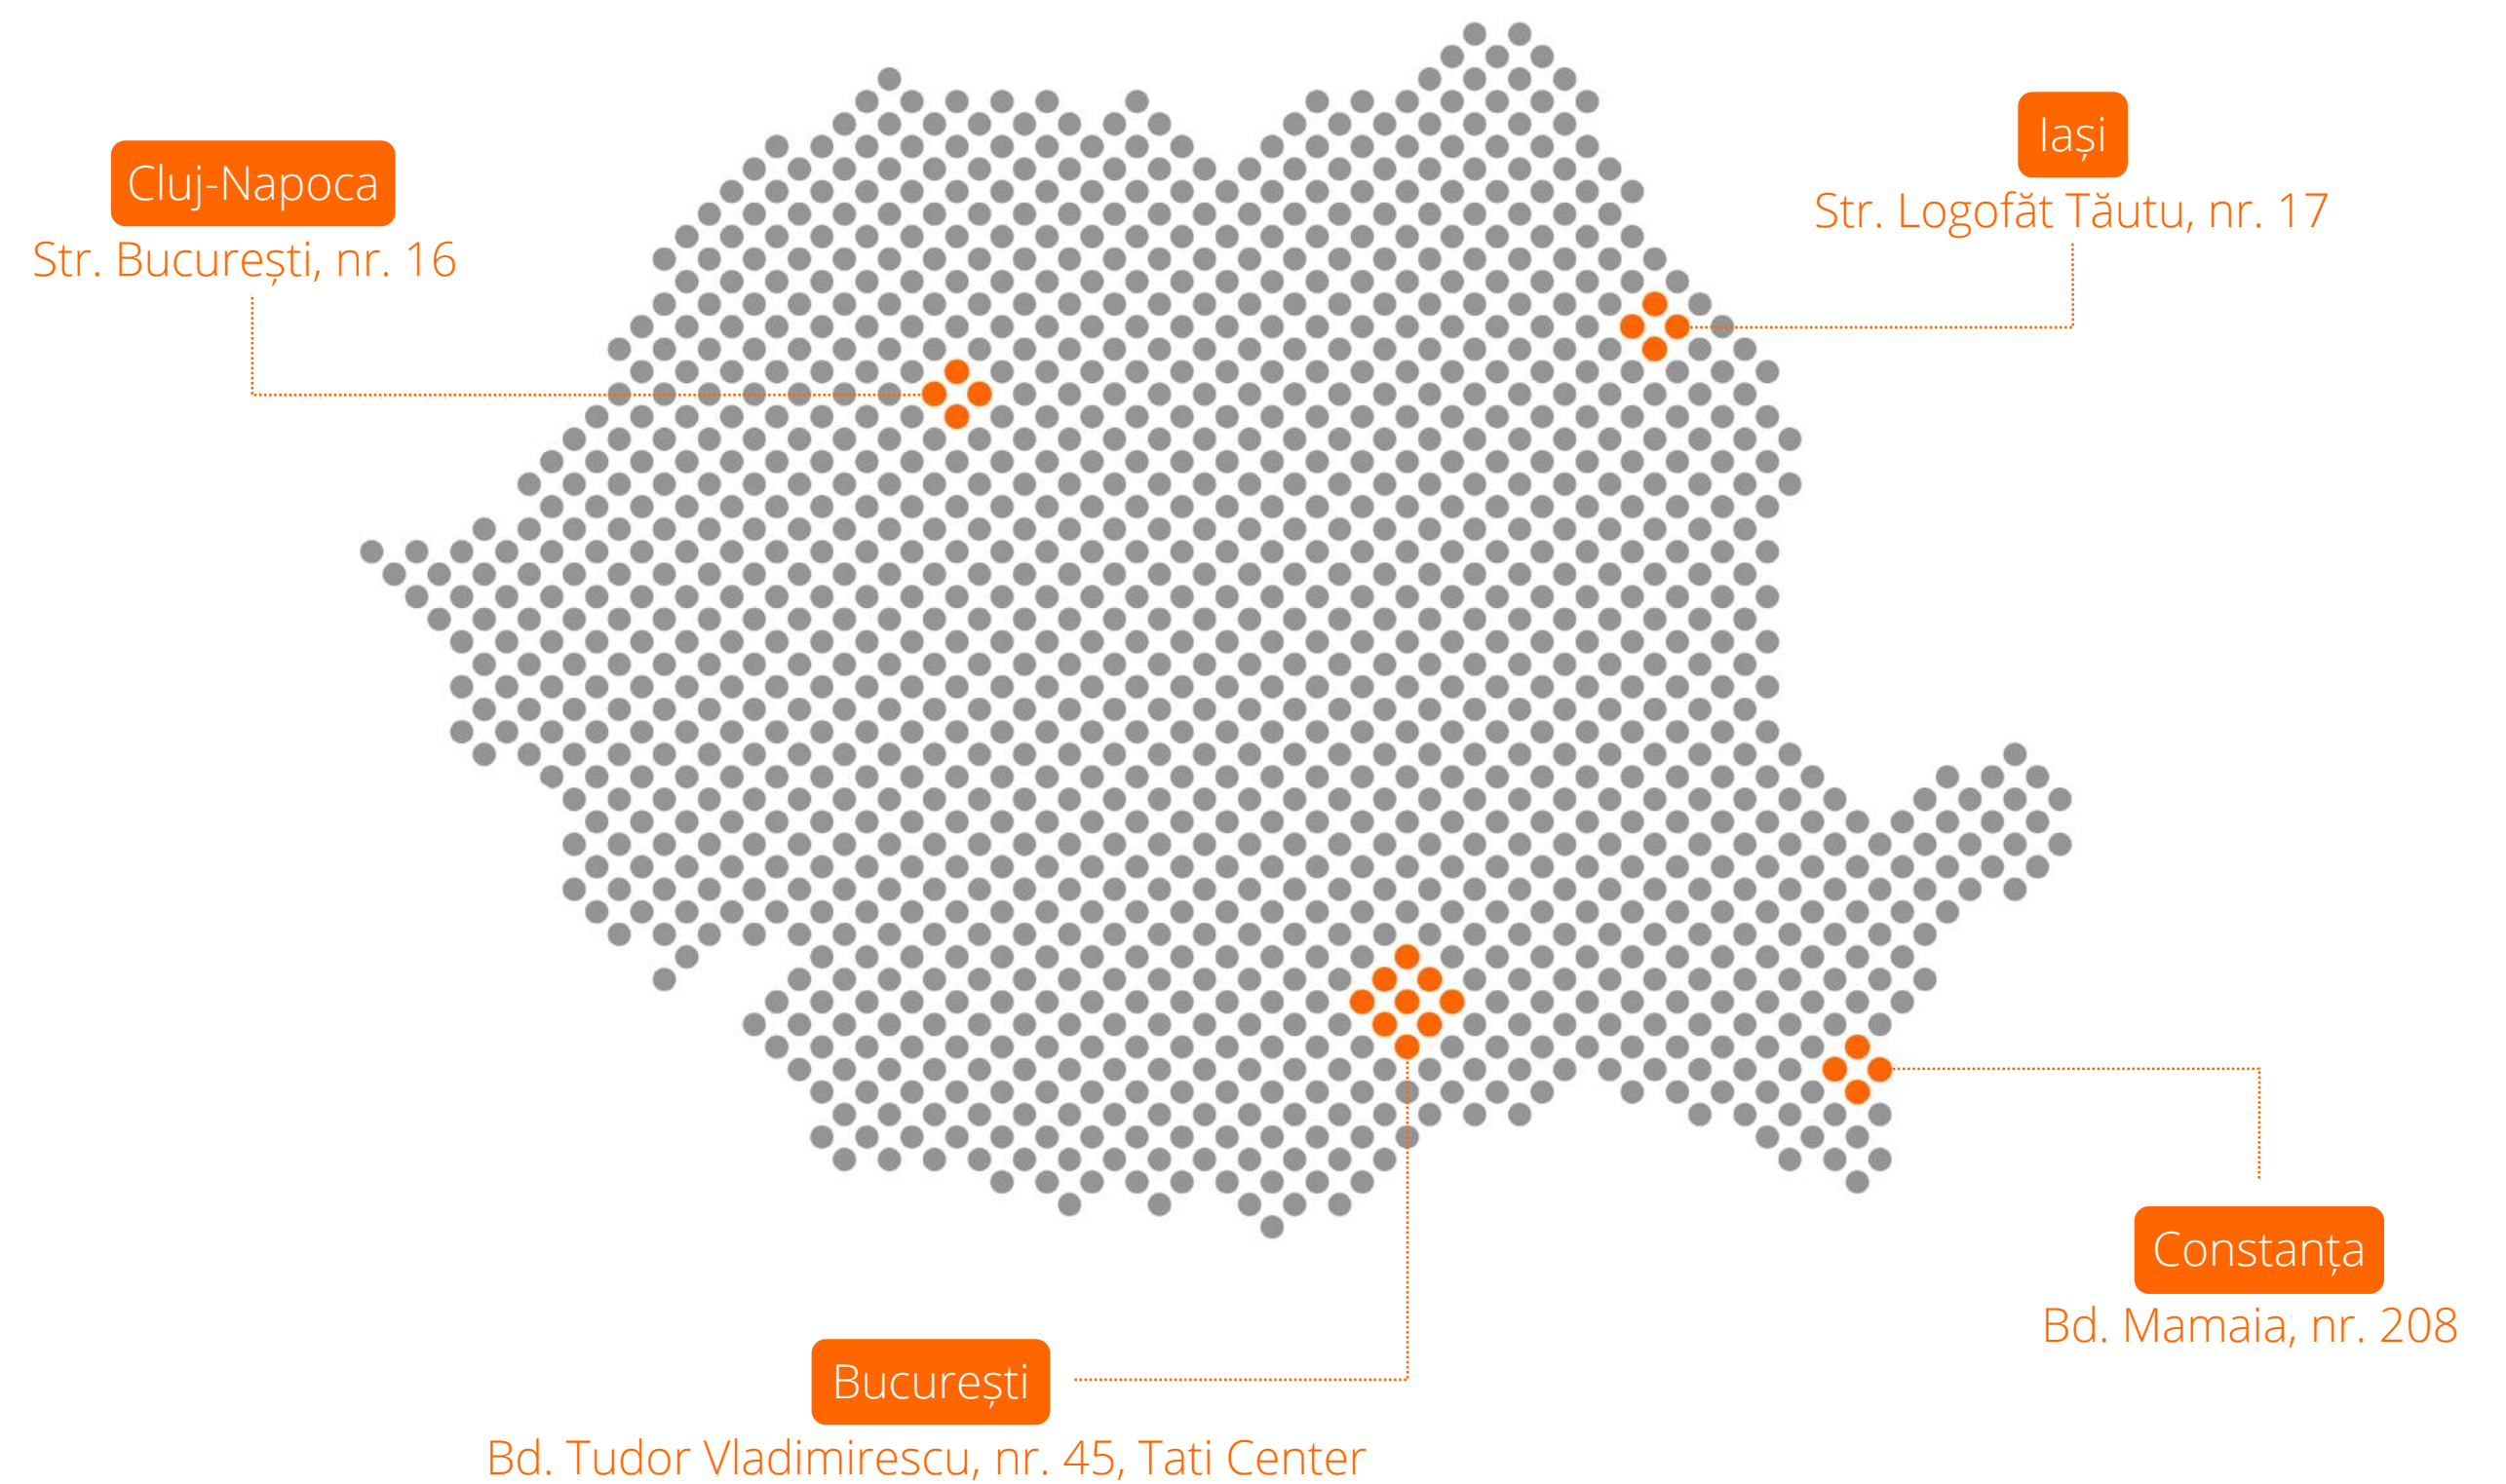 Iași
Str. Logofăt Tăutu, nr. 17
Cluj-Napoca
Str. București, nr. 16
Constanța
Bd. Mamaia, nr. 208
București
Bd. Tudor Vladimirescu, nr. 45, Tati Center